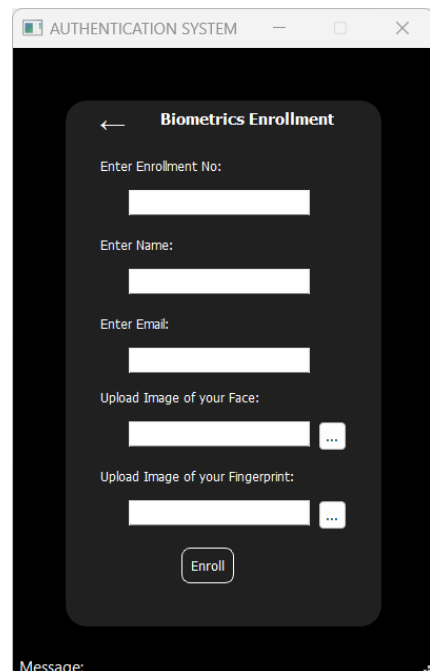 AUTHENTICATION SYSTEM
← Biometrics Enrollment
Enter Enrollment No:
Enter Name:
Enter Email:
Upload Image of your Face:
...
Upload Image of your Fingerprint:
...
Enroll
Message: